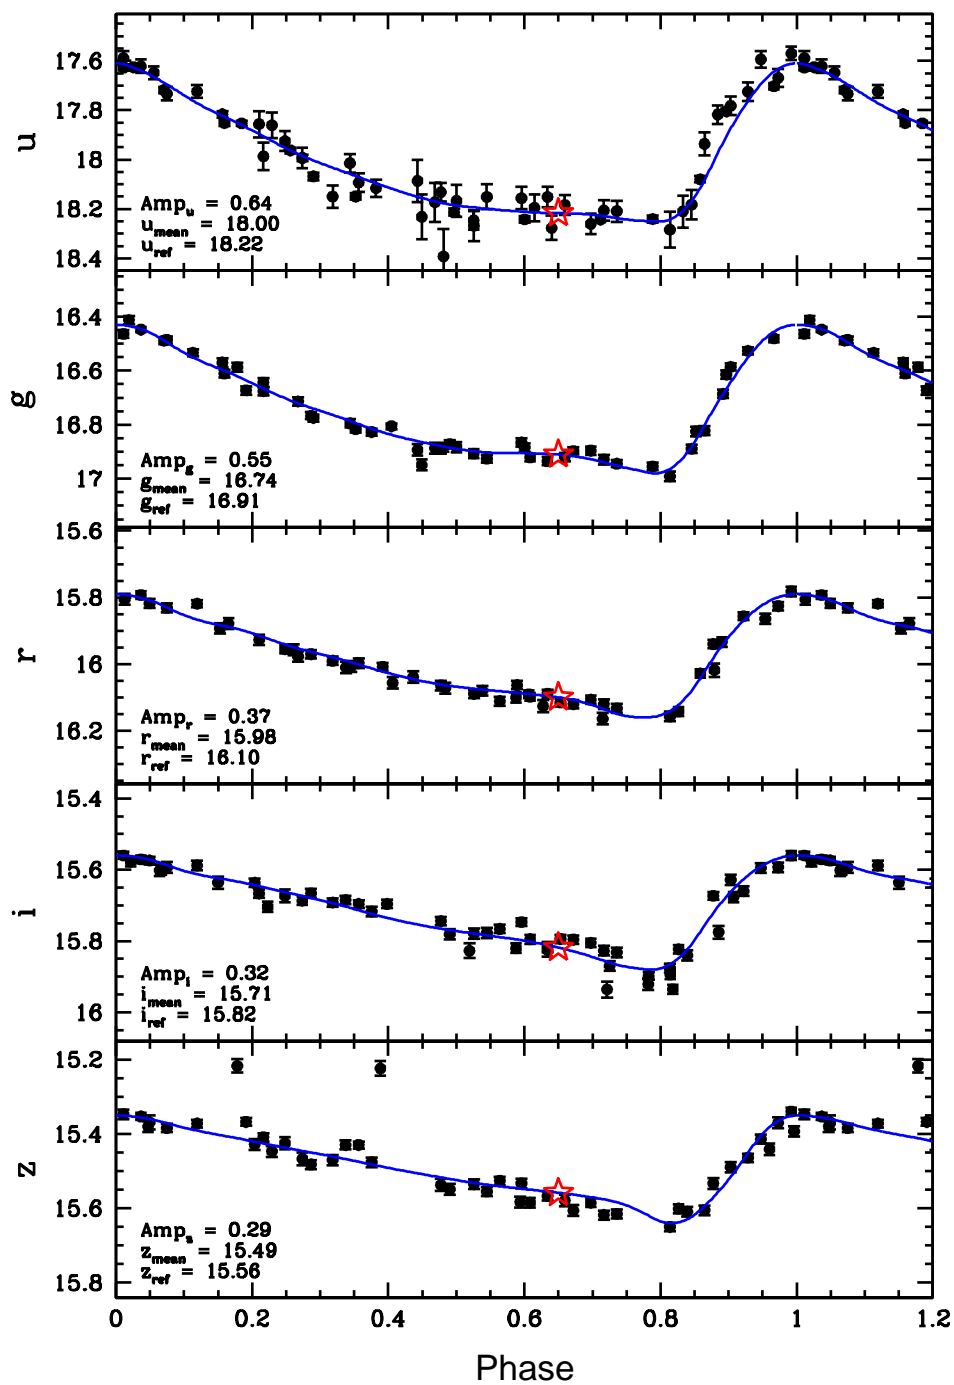 17.6
17.8
18
18.2
18.4
u
Amp_u = 0.64
u_mean = 18.00
u_ref = 18.22
16.4
16.6
16.8
17
g
Amp_g = 0.55
g_mean = 16.74
g_ref = 16.91
15.6
15.8
16
16.2
r
Amp_r = 0.37
r_mean = 15.98
r_ref = 16.10
15.4
15.6
15.8
16
i
Amp_i = 0.32
i_mean = 15.71
i_ref = 15.82
15.2
15.4
15.6
15.8
z
Amp_z = 0.29
z_mean = 15.49
z_ref = 15.56
0 0.2 0.4 0.6 0.8 1 1.2
Phase